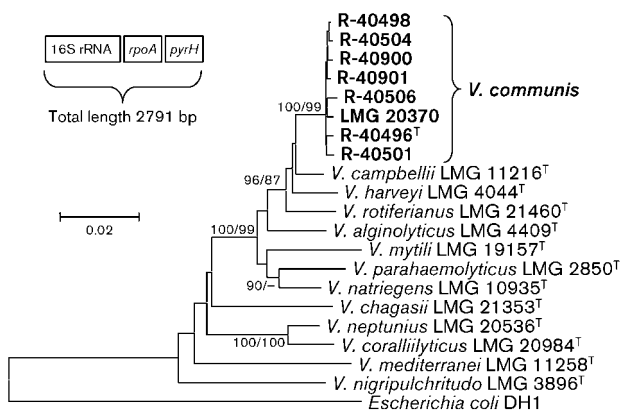 16S rRNA rpoA pyrH
Total length 2791 bp
0.02
R-40498
R-40504
R-40900
R-40901
R-40506
LMG 20370
R-40496ᵀ
R-40501
V. communis
100/99
V. campbellii LMG 11216ᵀ
V. harveyi LMG 4044ᵀ
96/87
V. rotiferianus LMG 21460ᵀ
V. alginolyticus LMG 4409ᵀ
100/99
V. mytili LMG 19157ᵀ
V. parahaemolyticus LMG 2850ᵀ
90/–
V. natriegens LMG 10935ᵀ
V. chagasii LMG 21353ᵀ
V. neptunius LMG 20536ᵀ
100/100
V. coralliilyticus LMG 20984ᵀ
V. mediterranei LMG 11258ᵀ
V. nigripulchritudo LMG 3896ᵀ
Escherichia coli DH1